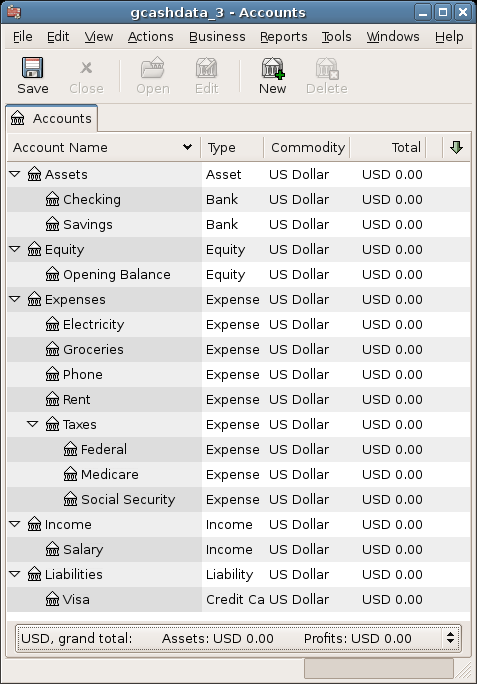 gcashdata_3 - Accounts
File Edit View Actions Business Reports Tools Windows Help
Save Close Open Edit New Delete
Accounts
Account Name Type Commodity Total
Assets Asset US Dollar USD 0.00
Checking Bank US Dollar USD 0.00
Savings Bank US Dollar USD 0.00
Equity Equity US Dollar USD 0.00
Opening Balance Equity US Dollar USD 0.00
Expenses Expense US Dollar USD 0.00
Electricity Expense US Dollar USD 0.00
Groceries Expense US Dollar USD 0.00
Phone Expense US Dollar USD 0.00
Rent Expense US Dollar USD 0.00
Taxes Expense US Dollar USD 0.00
Federal Expense US Dollar USD 0.00
Medicare Expense US Dollar USD 0.00
Social Security Expense US Dollar USD 0.00
Income Income US Dollar USD 0.00
Salary Income US Dollar USD 0.00
Liabilities Liability US Dollar USD 0.00
Visa Credit Ca US Dollar USD 0.00
USD, grand total: Assets: USD 0.00 Profits: USD 0.00